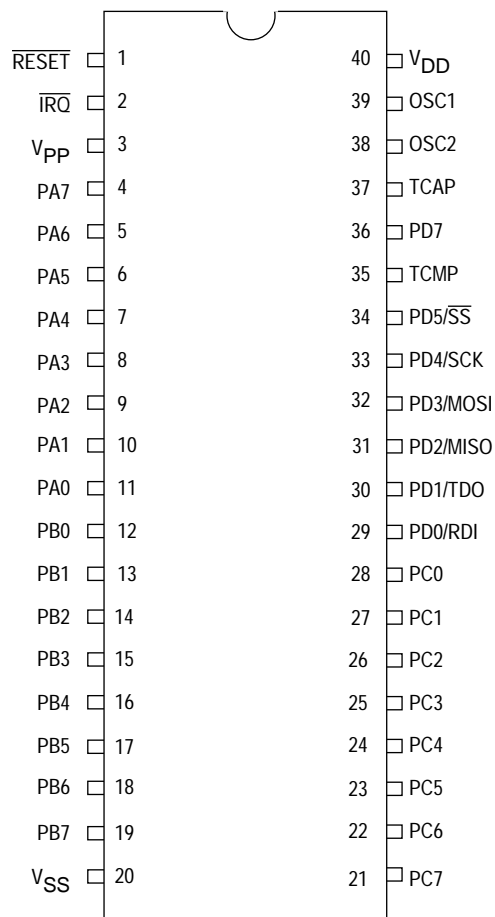 RESET 1 40 VDD
IRQ 2 39 OSC1
VPP 3 38 OSC2
PA7 4 37 TCAP
PA6 5 36 PD7
PA5 6 35 TCMP
PA4 7 34 PD5/SS
PA3 8 33 PD4/SCK
PA2 9 32 PD3/MOSI
PA1 10 31 PD2/MISO
PA0 11 30 PD1/TDO
PB0 12 29 PD0/RDI
PB1 13 28 PC0
PB2 14 27 PC1
PB3 15 26 PC2
PB4 16 25 PC3
PB5 17 24 PC4
PB6 18 23 PC5
PB7 19 22 PC6
VSS 20 21 PC7